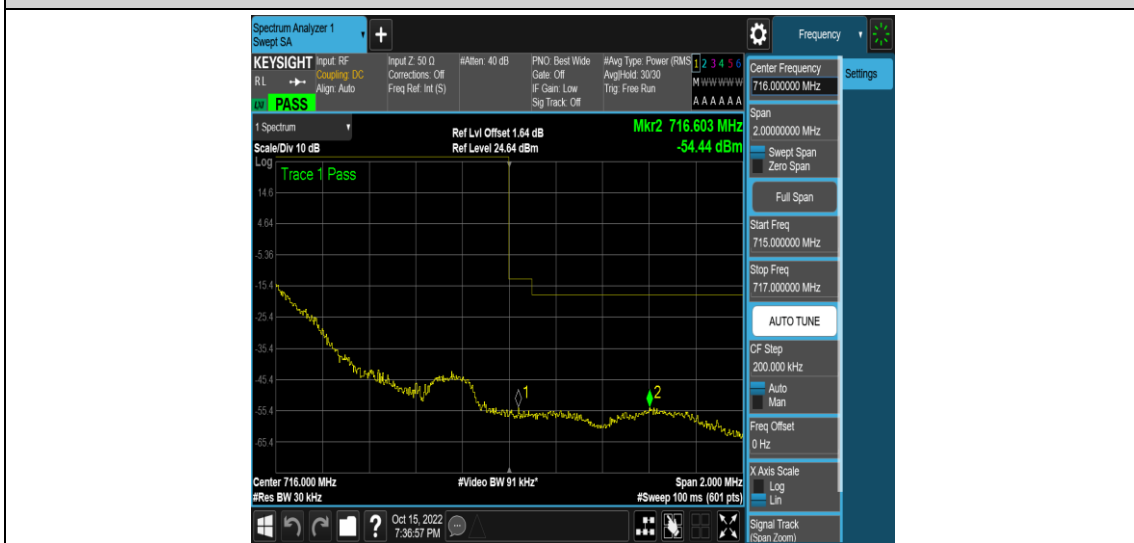 Spectrum Analyzer 1
Swept SA
+
Frequency
KEYSIGHT
Input: RF
Input Z: 50 Ω
#Atten: 40 dB
PNO: Best Wide
#Avg Type: Power (RMS
1 2 3 4 5 6
RL
Coupling: DC
Corrections: Off
Gate: Off
Avg|Hold: 30/30
M W W W W W
Align: Auto
Freq Ref: Int (S)
IF Gain: Low
Trig: Free Run
Sig Track: Off
A A A A A A
PASS
1 Spectrum
Ref Lvl Offset 1.64 dB
Mkr2 716.603 MHz
Scale/Div 10 dB
Ref Level 24.64 dBm
-54.44 dBm
Log
Trace 1 Pass
14.6
4.64
-5.36
-15.4
-25.4
-35.4
-45.4
-55.4
-65.4
1
2
Center 716.000 MHz
#Video BW 91 kHz*
Span 2.000 MHz
#Res BW 30 kHz
#Sweep 100 ms (601 pts)
?
Oct 15, 2022
7:36:57 PM
Center Frequency
716.000000 MHz
Settings
Span
2.00000000 MHz
Swept Span
Zero Span
Full Span
Start Freq
715.000000 MHz
Stop Freq
717.000000 MHz
AUTO TUNE
CF Step
200.000 kHz
Auto
Man
Freq Offset
0 Hz
X Axis Scale
Log
Lin
Signal Track
(Span Zoom)